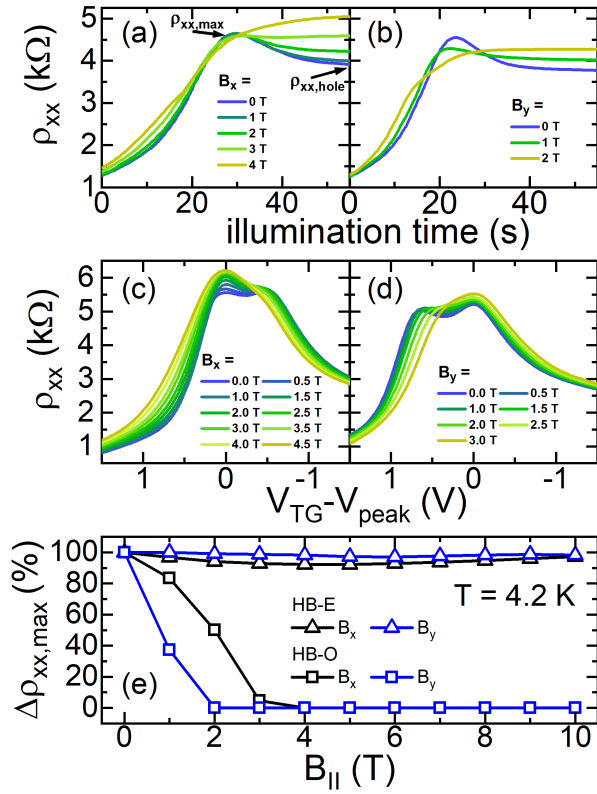 (a)
ρxx,max
ρxx,hole
Bx =
0 T
1 T
2 T
3 T
4 T
(b)
By =
0 T
1 T
2 T
ρxx (kΩ)
5
4
3
2
1
0 20 40 0 20 40
illumination time (s)
(c)
Bx =
0.0 T 0.5 T
1.0 T 1.5 T
2.0 T 2.5 T
3.0 T 3.5 T
4.0 T 4.5 T
(d)
By =
0.0 T 0.5 T
1.0 T 1.5 T
2.0 T 2.5 T
3.0 T
ρxx (kΩ)
6
5
4
3
2
1
1 0 -1 1 0 -1
VTG-Vpeak (V)
Δρxx,max (%)
100
80
60
40
20
0
T = 4.2 K
HB-E
Bx By
HB-O
Bx By
(e)
0 2 4 6 8 10
BII (T)